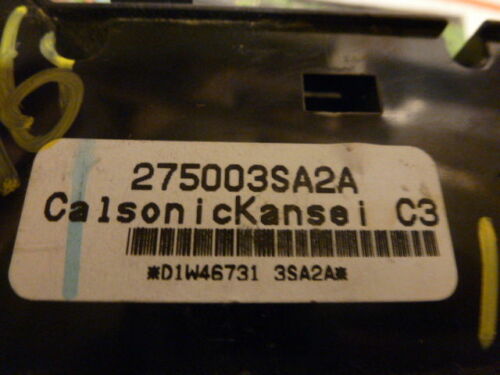 275003SA2A
CalsonicKansei C3
*D1W46731 3SA2A*